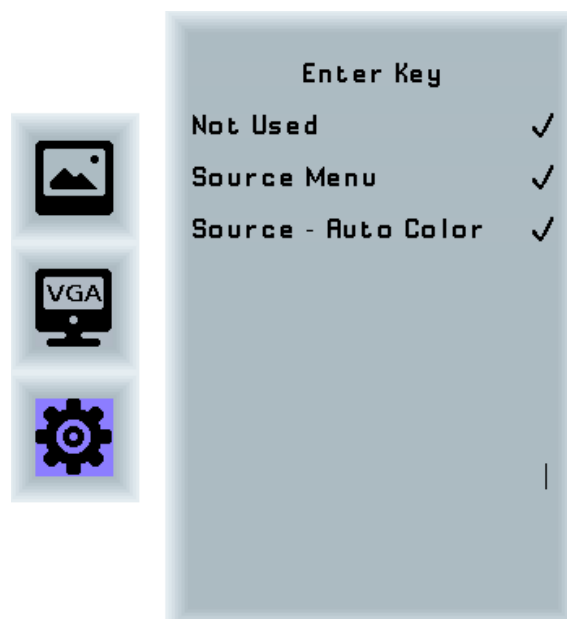 Enter Key
Not Used ✓
Source Menu ✓
Source - Auto Color ✓
VGA